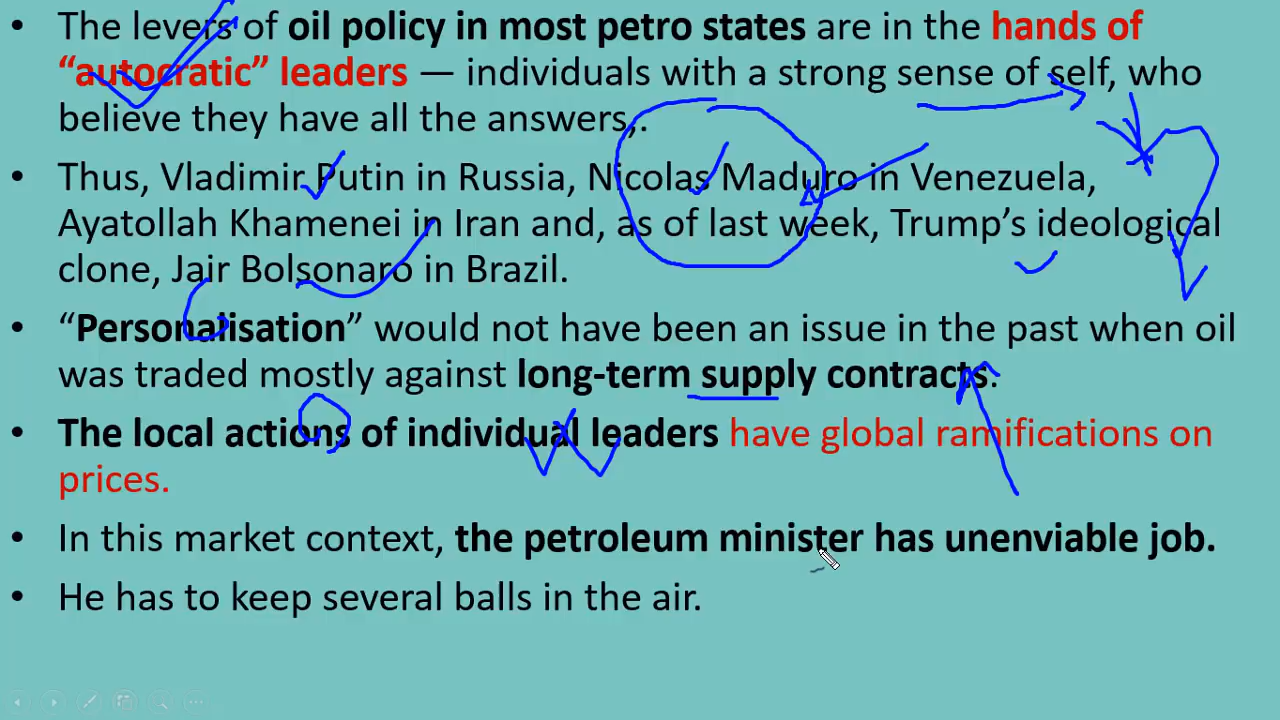 • The levers of oil policy in most petro states are in the hands of
“autocratic” leaders — individuals with a strong sense of self, who
believe they have all the answers,.
• Thus, Vladimir Putin in Russia, Nicolas Maduro in Venezuela,
Ayatollah Khamenei in Iran and, as of last week, Trump’s ideological
clone, Jair Bolsonaro in Brazil.
• “Personalisation” would not have been an issue in the past when oil
was traded mostly against long-term supply contracts.
• The local actions of individual leaders have global ramifications on
prices.
• In this market context, the petroleum minister has unenviable job.
• He has to keep several balls in the air.